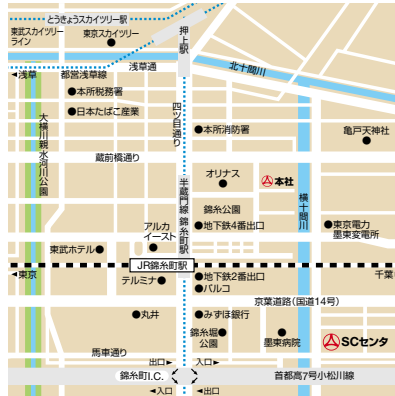 とうきょうスカイツリー駅
東武スカイツリー
ライン
東京スカイツリー
押上駅
北十間川
浅草通
◀浅草
都営浅草線
本所税務署
日本たばこ産業
大横川親水河川公園
四ツ目通り
本所消防署
亀戸天神社
蔵前橋通り
オリナス
本社
半蔵門線 錦糸町駅
錦糸公園
横十間川
アルカ
イースト
地下鉄4番出口
東京電力
墨東変電所
東武ホテル
JR錦糸町駅
◀東京
千葉
テルミナ
地下鉄2番出口
パルコ
京葉道路(国道14号)
丸井
みずほ銀行
錦糸堀
公園
墨東病院
SCセンタ
馬車通り
出口▶
入口▶
錦糸町I.C.
首都高7号小松川線
◀入口
◀出口